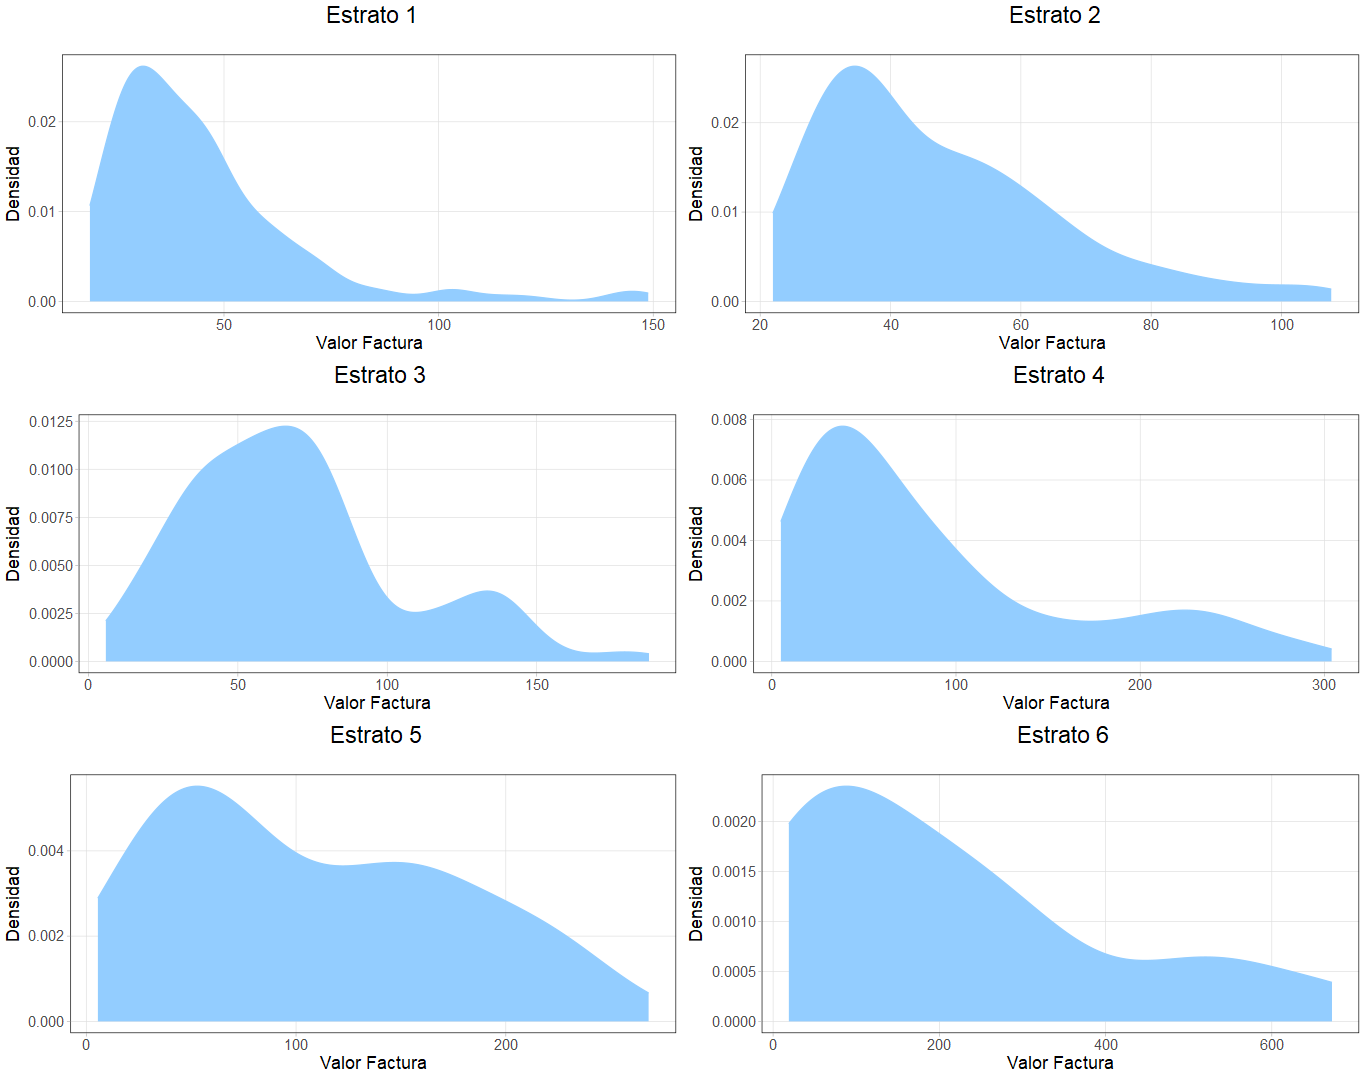 Estrato 1
Densidad
0.02
0.01
0.00
50 100 150
Valor Factura
Estrato 2
Densidad
0.02
0.01
0.00
20 40 60 80 100
Valor Factura
Estrato 3
Densidad
0.0125
0.0100
0.0075
0.0050
0.0025
0.0000
0 50 100 150
Valor Factura
Estrato 4
Densidad
0.008
0.006
0.004
0.002
0.000
0 100 200 300
Valor Factura
Estrato 5
Densidad
0.004
0.002
0.000
0 100 200
Valor Factura
Estrato 6
Densidad
0.0020
0.0015
0.0010
0.0005
0.0000
0 200 400 600
Valor Factura